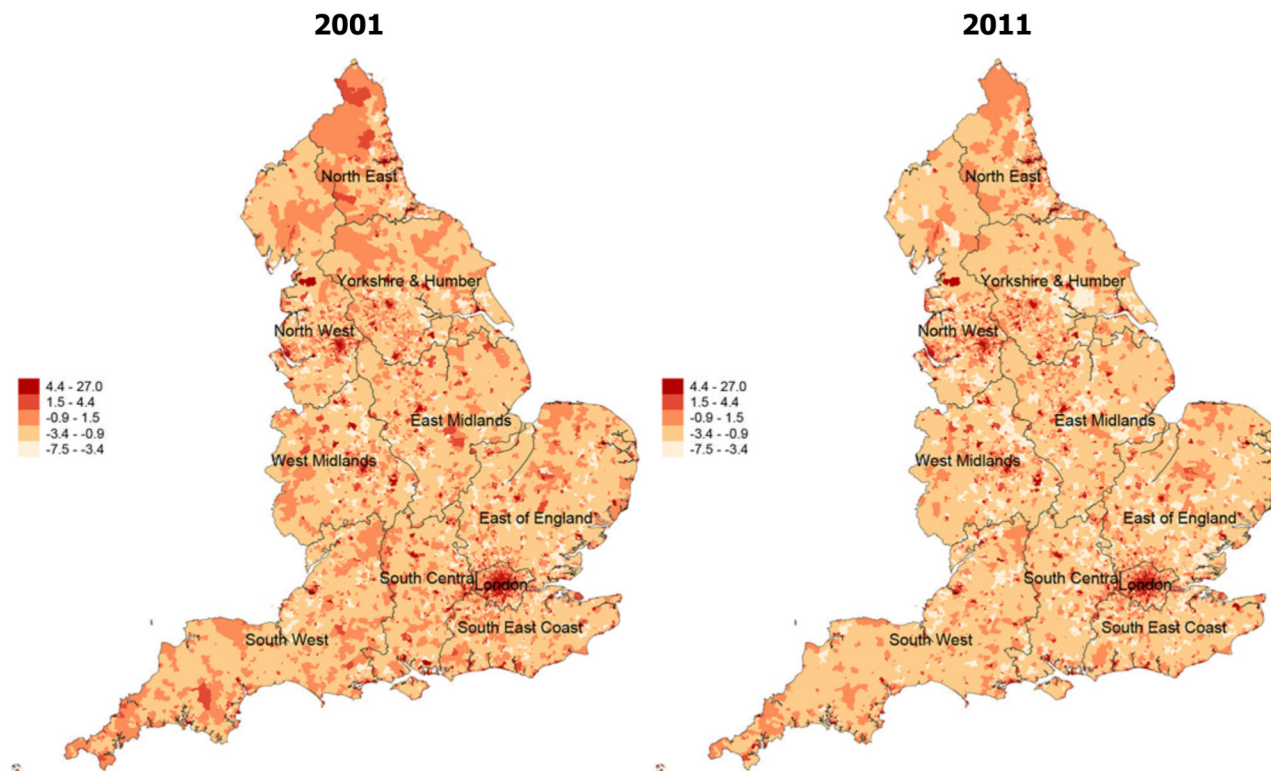 2001
2011
North East
Yorkshire & Humber
North West
4.4 - 27.0
1.5 - 4.4
-0.9 - 1.5
-3.4 - -0.9
-7.5 - -3.4
East Midlands
West Midlands
East of England
South Central
London
South East Coast
South West
North East
Yorkshire & Humber
North West
4.4 - 27.0
1.5 - 4.4
-0.9 - 1.5
-3.4 - -0.9
-7.5 - -3.4
East Midlands
West Midlands
East of England
South Central
London
South East Coast
South West